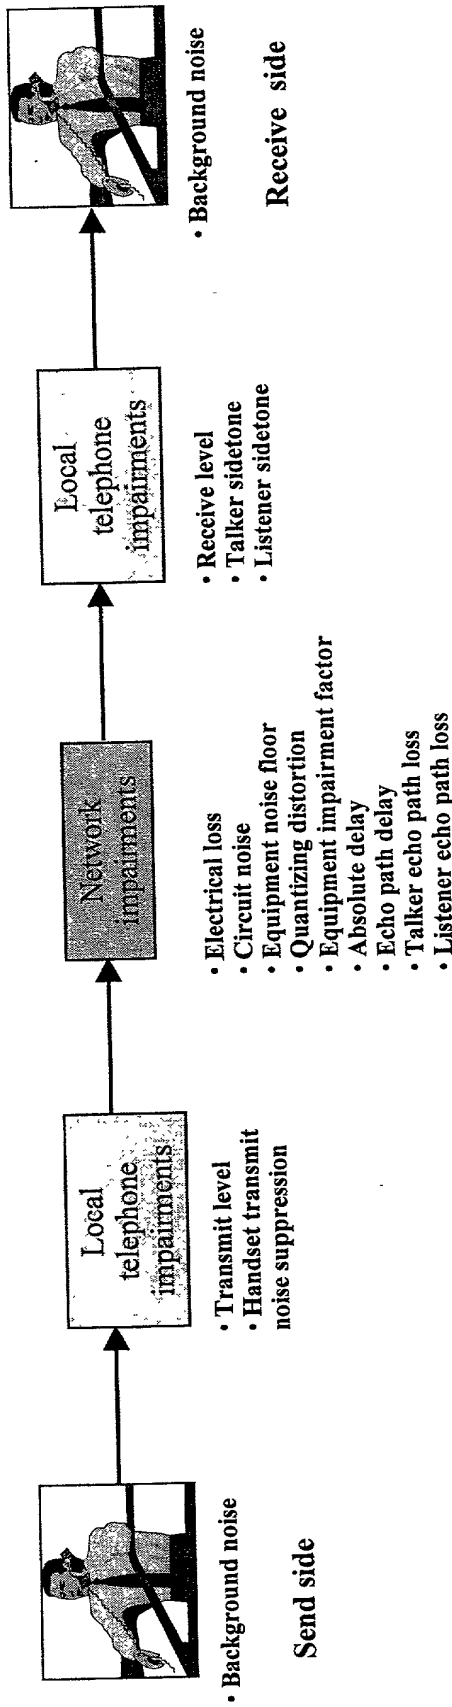 • Background noise
Send side
Local
telephone
impairments
• Transmit level
• Handset transmit
noise suppression
Network
impairments
• Electrical loss
• Circuit noise
• Equipment noise floor
• Quantizing distortion
• Equipment impairment factor
• Absolute delay
• Echo path delay
• Talker echo path loss
• Listener echo path loss
Local
telephone
impairments
• Receive level
• Talker sidetone
• Listener sidetone
• Background noise
Receive side